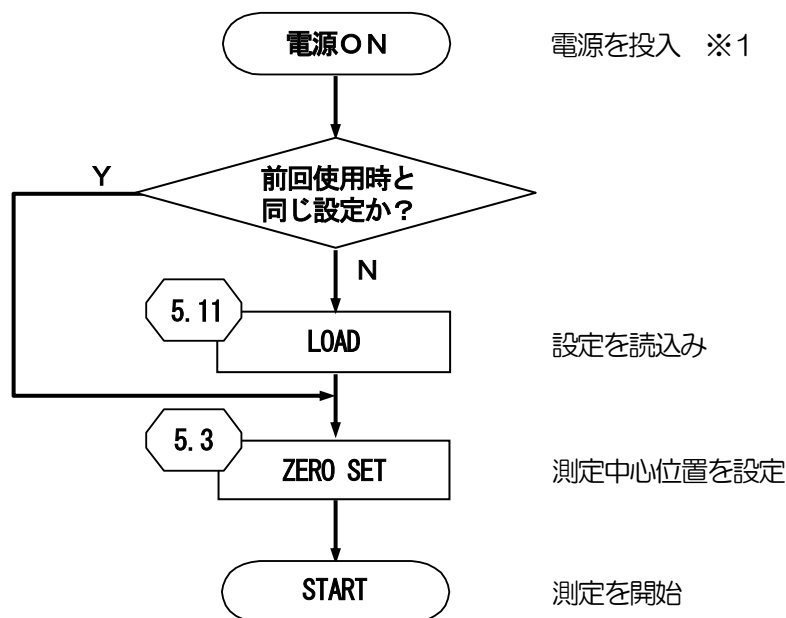 電源ON
電源を投入 ※1
Y
前回使用時と
同じ設定か？
N
5.11
LOAD
設定を読込み
5.3
ZERO SET
測定中心位置を設定
START
測定を開始